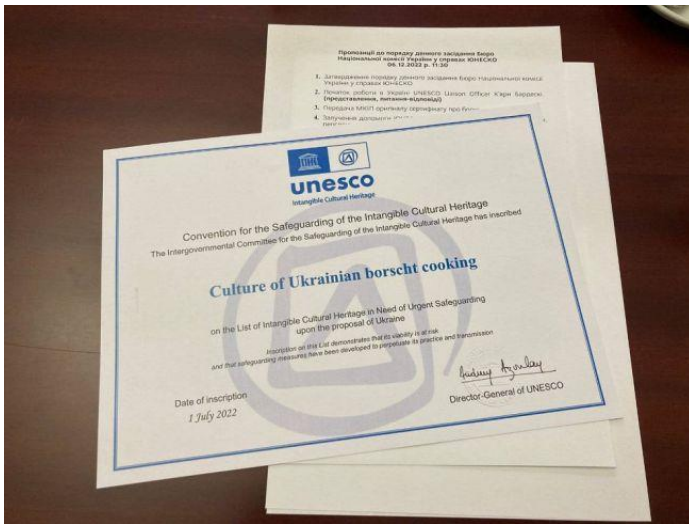 Пропозиції до порядку денного засідання Бюро
Національної комісії України у справах ЮНЕСКО
06.12.2022 р. 11:30
1. Затвердження порядку денного засідання Бюро Національної комісії
України у справах ЮНЕСКО
2. Початок роботи в Україні UNESCO Liaison Officer К'яри Барраски
(представлення, питання-відповіді)
3. Передача МКІП оригіналу сертифікату про
4. Залучення допомоги
unesco
Intangible Cultural Heritage
Convention for the Safeguarding of the Intangible Cultural Heritage
The Intergovernmental Committee for the Safeguarding of the Intangible Cultural Heritage has inscribed
Culture of Ukrainian borscht cooking
on the List of Intangible Cultural Heritage in Need of Urgent Safeguarding
upon the proposal of Ukraine
Inscription on this List demonstrates that its viability is at risk
and that safeguarding measures have been developed to perpetuate its practice and transmission
Date of inscription
1 July 2022
Director-General of UNESCO